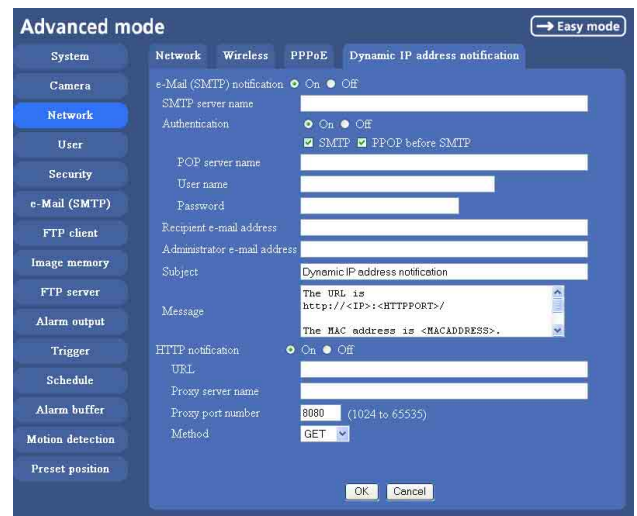 Advanced mode
→ Easy mode
System
Camera
Network
User
Security
e-Mail (SMTP)
FTP client
Image memory
FTP server
Alarm output
Trigger
Schedule
Alarm buffer
Motion detection
Preset position
Network Wireless PPPoE Dynamic IP address notification
e-Mail (SMTP) notification On Off
SMTP server name
Authentication On Off
SMTP PPOP before SMTP
POP server name
User name
Password
Recipient e-mail address
Administrator e-mail address
Subject Dynamic IP address notification
Message
The URL is
http://<IP>:<HTTPPORT>/
The MAC address is <MACADDRESS>.
HTTP notification On Off
URL
Proxy server name
Proxy port number 8080 (1024 to 65535)
Method GET
OK Cancel